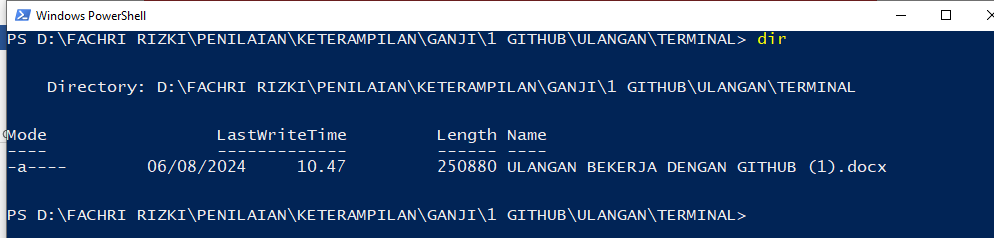 Windows PowerShell
PS D:\FACHRI RIZKI\PENILAIAN\KETERAMPILAN\GANJI\1 GITHUB\ULANGAN\TERMINAL> dir
Directory: D:\FACHRI RIZKI\PENILAIAN\KETERAMPILAN\GANJI\1 GITHUB\ULANGAN\TERMINAL
Mode LastWriteTime Length Name
---- ------------- ------ ----
-a---- 06/08/2024 10.47 250880 ULANGAN BEKERJA DENGAN GITHUB (1).docx
PS D:\FACHRI RIZKI\PENILAIAN\KETERAMPILAN\GANJI\1 GITHUB\ULANGAN\TERMINAL>